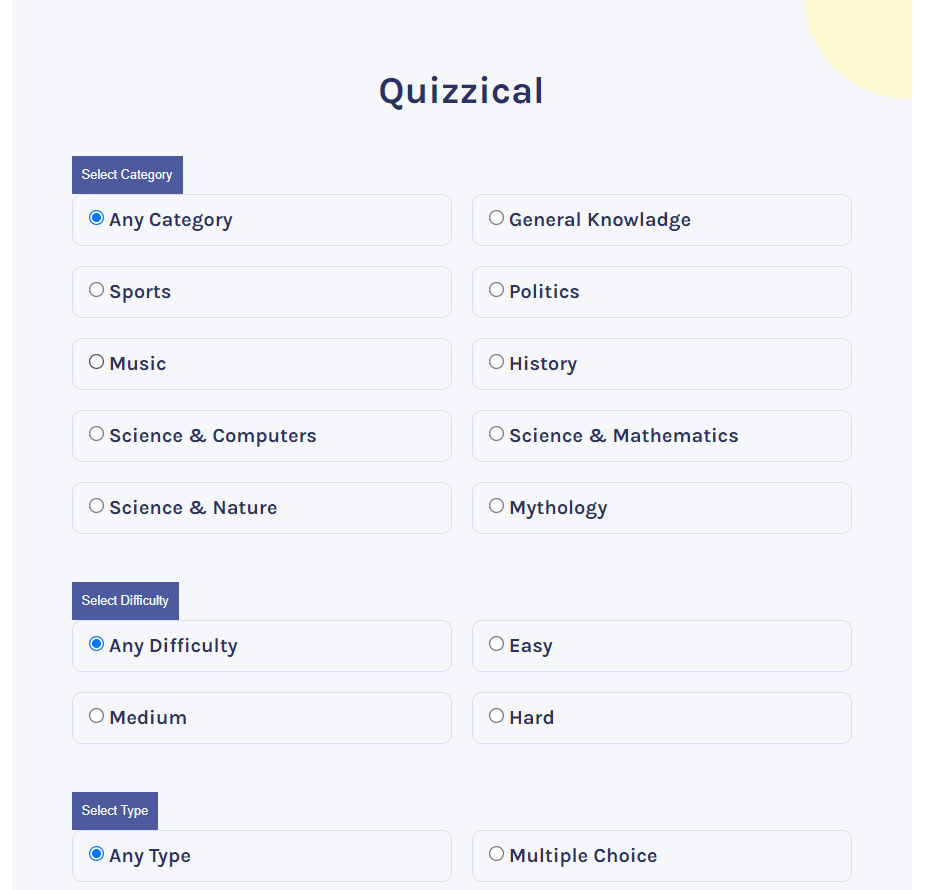 Quizzical
Select Category
Any Category
General Knowladge
Sports
Politics
Music
History
Science & Computers
Science & Mathematics
Science & Nature
Mythology
Select Difficulty
Any Difficulty
Easy
Medium
Hard
Select Type
Any Type
Multiple Choice